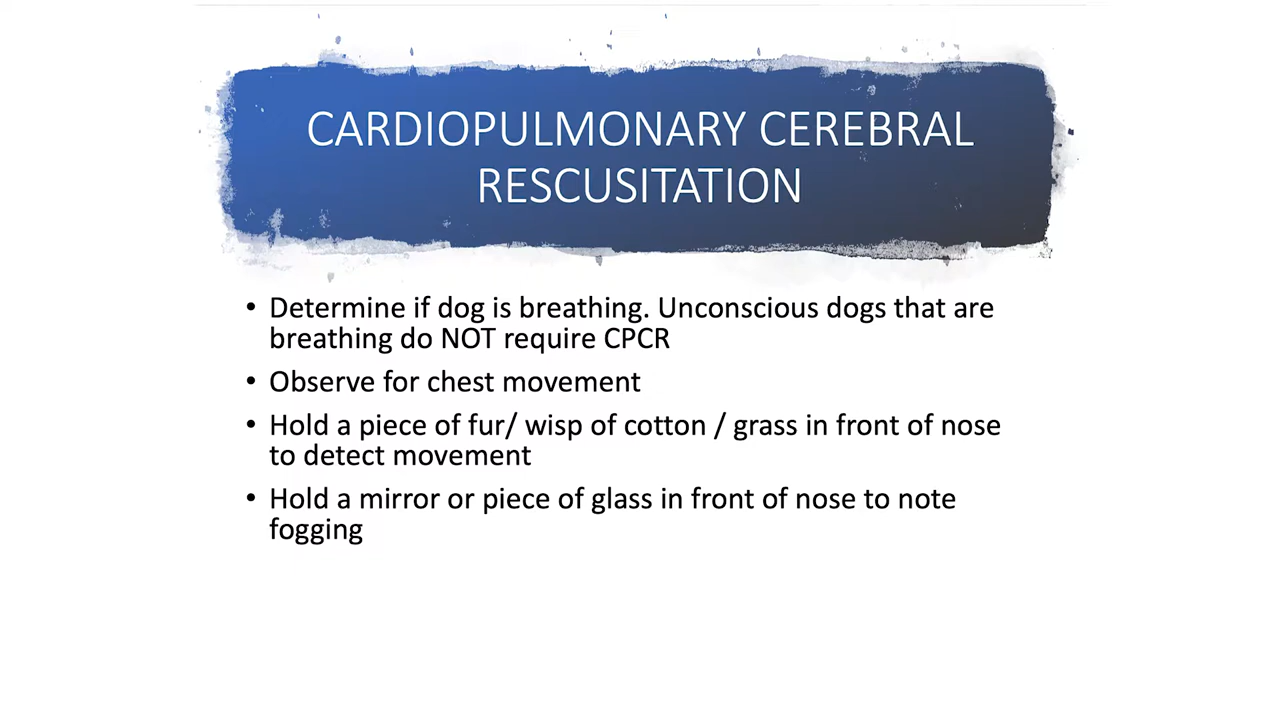 CARDIOPULMONARY CEREBRAL
RESCUSITATION
• Determine if dog is breathing. Unconscious dogs that are
breathing do NOT require CPCR
• Observe for chest movement
• Hold a piece of fur/ wisp of cotton / grass in front of nose
to detect movement
• Hold a mirror or piece of glass in front of nose to note
fogging